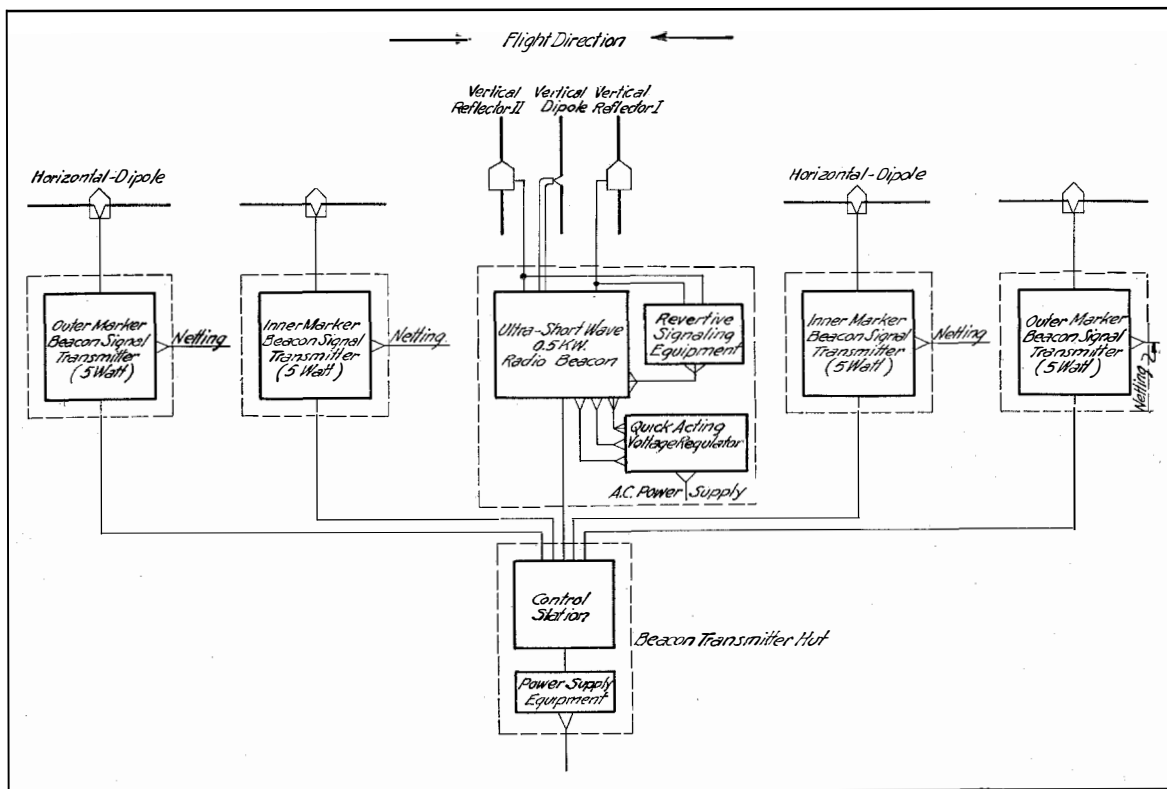 Flight Direction
Vertical
Reflector II
Vertical
Dipole
Vertical
Reflector I
Horizontal-Dipole
Horizontal-Dipole
Outer Marker
Beacon Signal
Transmitter
(5 Watt)
Netting
Inner Marker
Beacon Signal
Transmitter
(5 Watt)
Netting
Ultra-Short Wave
0.5 KW.
Radio Beacon
Revertive
Signaling
Equipment
Quick Acting
Voltage Regulator
A.C. Power Supply
Inner Marker
Beacon Signal
Transmitter
(5 Watt)
Netting
Outer Marker
Beacon Signal
Transmitter
(5 Watt)
Netting
Control
Station
Beacon Transmitter Hut
Power Supply
Equipment